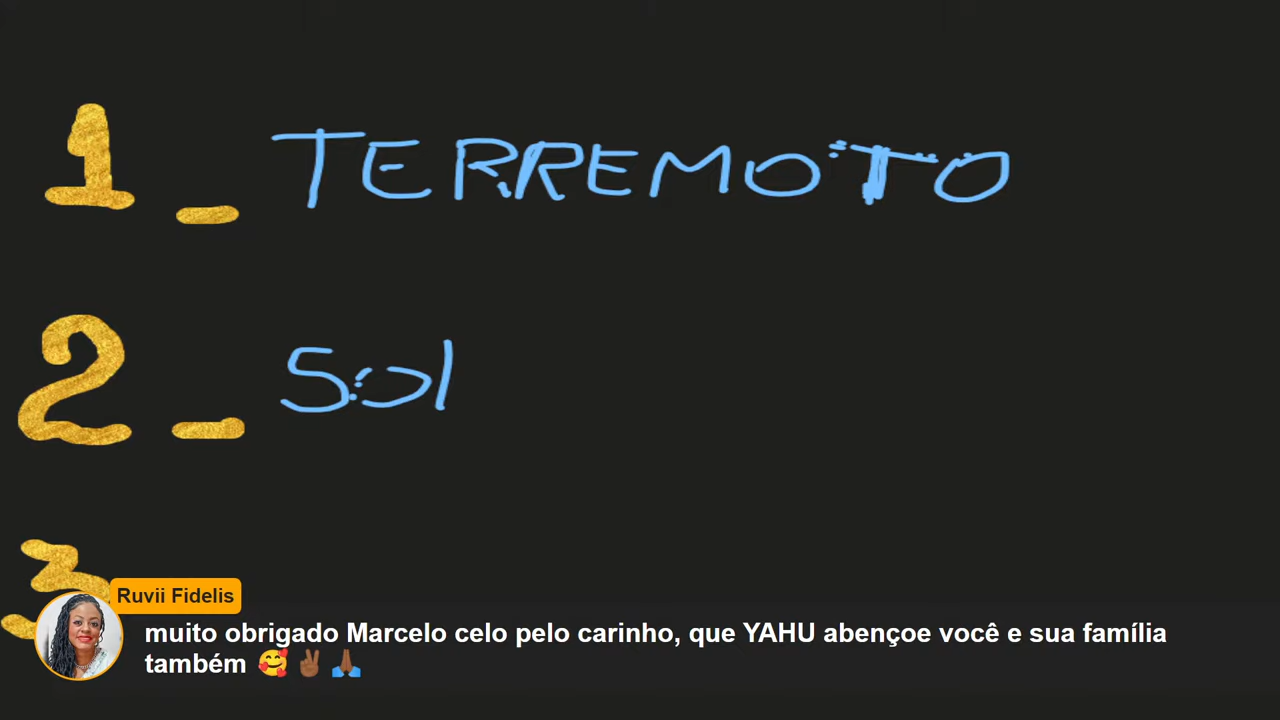 1 _ TERREMOTO
2 _ Sol
3
Ruvii Fidelis
muito obrigado Marcelo celo pelo carinho, que YAHU abençoe você e sua família
também 🥰✌🏾🙏🏾